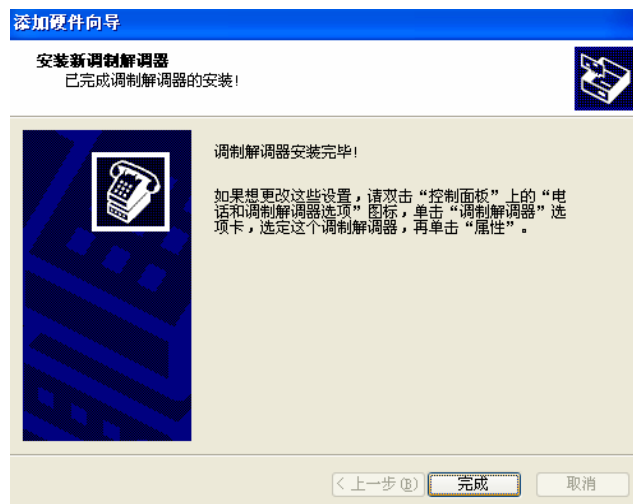 添加硬件向导
安装新调制解调器
已完成调制解调器的安装!
调制解调器安装完毕!
如果想更改这些设置，请双击“控制面板”上的“电
话和调制解调器选项”图标，单击“调制解调器”选
项卡，选定这个调制解调器，再单击“属性”。
< 上一步(B) 完成 取消